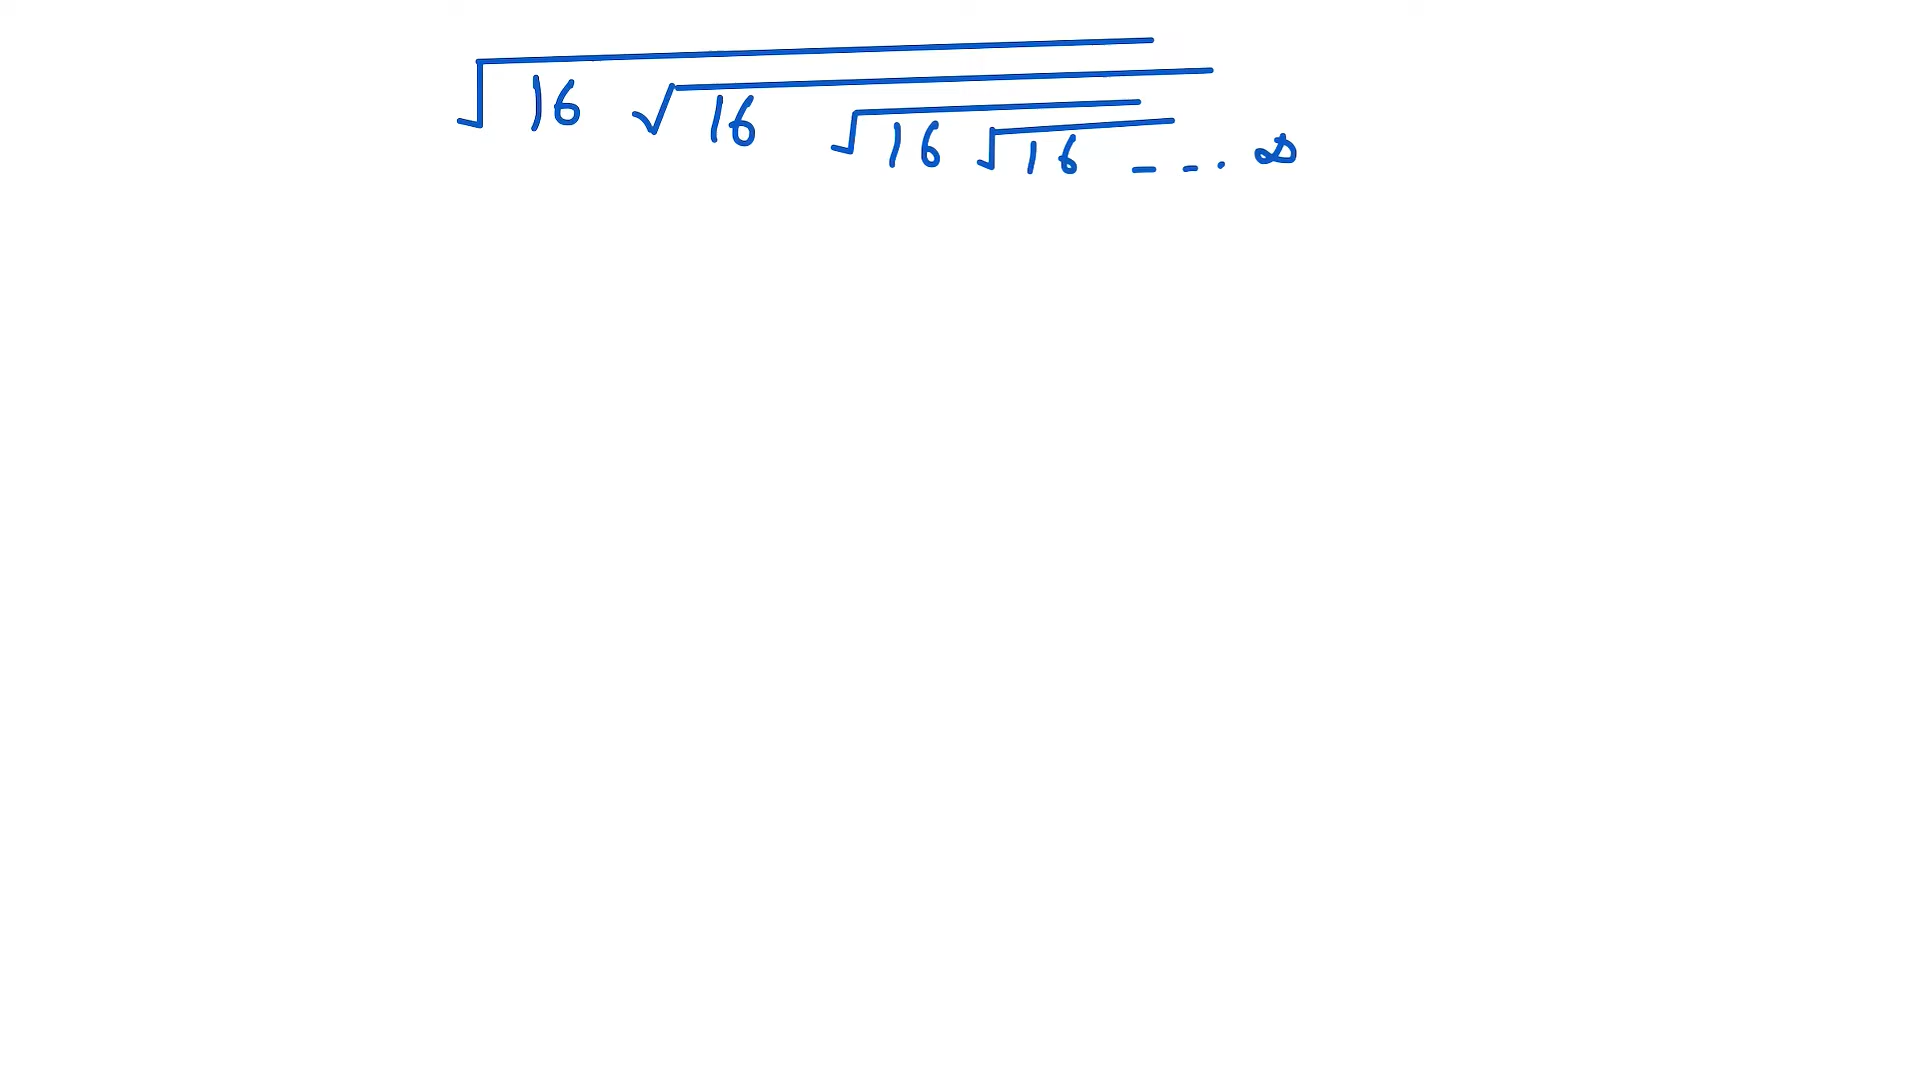 √16 √16 √16 √16 _ _ . ∞